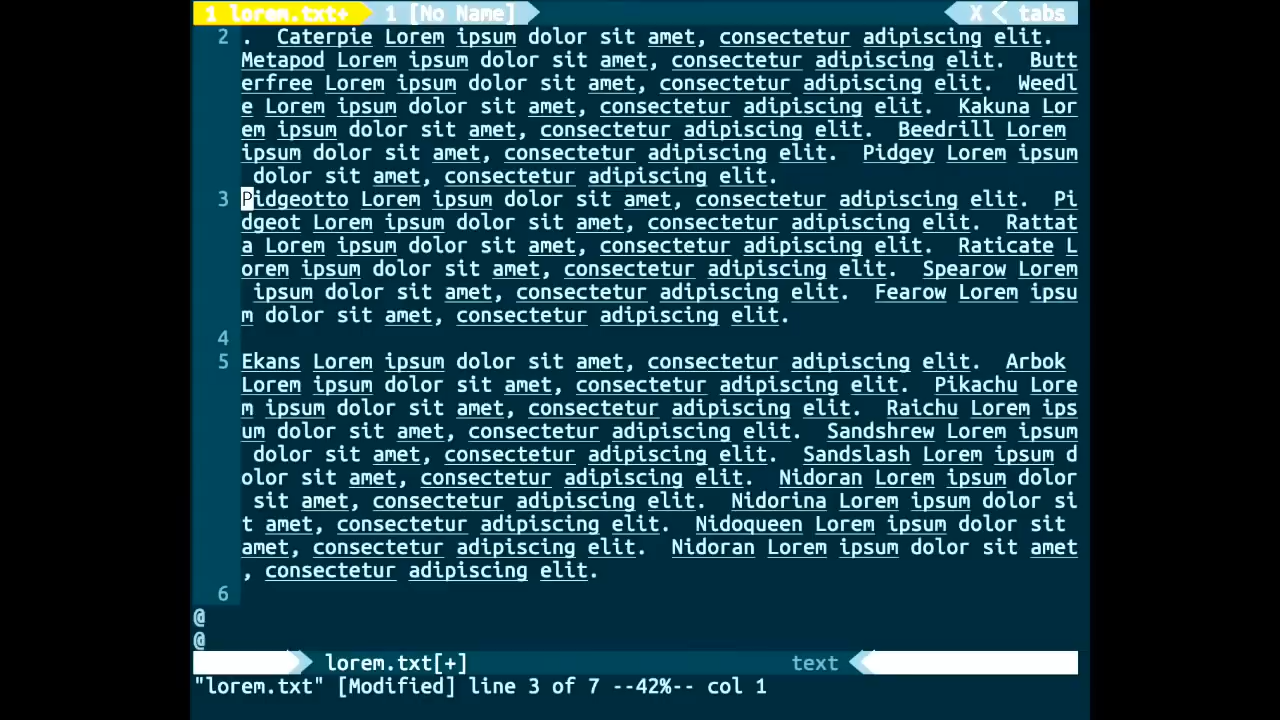 1 lorem.txt+ 1 [No Name] X tabs
2 . Caterpie Lorem ipsum dolor sit amet, consectetur adipiscing elit.
Metapod Lorem ipsum dolor sit amet, consectetur adipiscing elit. Butt
erfree Lorem ipsum dolor sit amet, consectetur adipiscing elit. Weedl
e Lorem ipsum dolor sit amet, consectetur adipiscing elit. Kakuna Lor
em ipsum dolor sit amet, consectetur adipiscing elit. Beedrill Lorem
ipsum dolor sit amet, consectetur adipiscing elit. Pidgey Lorem ipsum
dolor sit amet, consectetur adipiscing elit.
3 Pidgeotto Lorem ipsum dolor sit amet, consectetur adipiscing elit. Pi
dgeot Lorem ipsum dolor sit amet, consectetur adipiscing elit. Rattat
a Lorem ipsum dolor sit amet, consectetur adipiscing elit. Raticate L
orem ipsum dolor sit amet, consectetur adipiscing elit. Spearow Lorem
ipsum dolor sit amet, consectetur adipiscing elit. Fearow Lorem ipsu
m dolor sit amet, consectetur adipiscing elit.
4
5 Ekans Lorem ipsum dolor sit amet, consectetur adipiscing elit. Arbok
Lorem ipsum dolor sit amet, consectetur adipiscing elit. Pikachu Lore
m ipsum dolor sit amet, consectetur adipiscing elit. Raichu Lorem ips
um dolor sit amet, consectetur adipiscing elit. Sandshrew Lorem ipsum
dolor sit amet, consectetur adipiscing elit. Sandslash Lorem ipsum d
olor sit amet, consectetur adipiscing elit. Nidoran Lorem ipsum dolor
sit amet, consectetur adipiscing elit. Nidorina Lorem ipsum dolor si
t amet, consectetur adipiscing elit. Nidoqueen Lorem ipsum dolor sit
amet, consectetur adipiscing elit. Nidoran Lorem ipsum dolor sit amet
, consectetur adipiscing elit.
6
@
@
lorem.txt[+] text
"lorem.txt" [Modified] line 3 of 7 --42%-- col 1